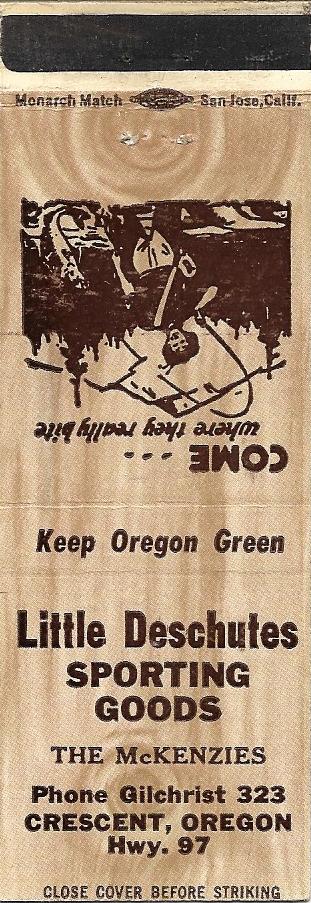 Monarch Match San Jose, Calif.
COME ...
where they really bite
Keep Oregon Green
Little Deschutes
SPORTING
GOODS
THE McKENZIES
Phone Gilchrist 323
CRESCENT, OREGON
Hwy. 97
CLOSE COVER BEFORE STRIKING